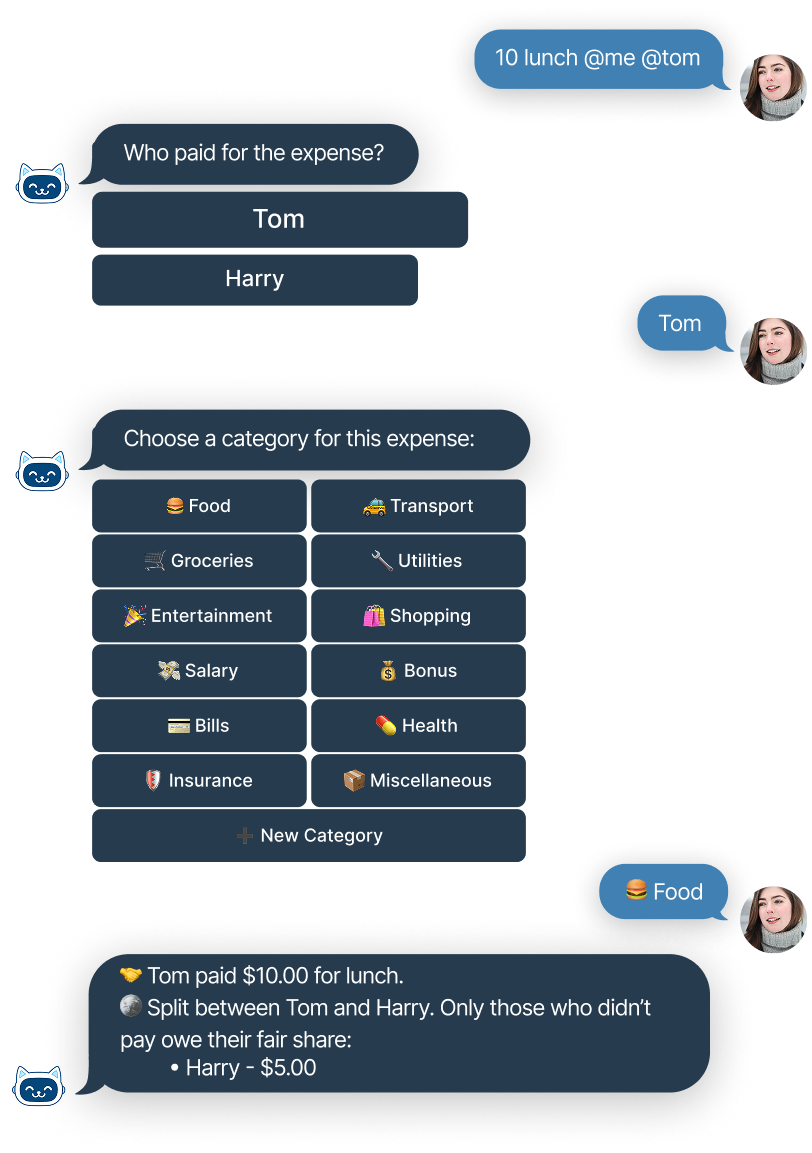 10 lunch @me @tom
Who paid for the expense?
Tom
Harry
Tom
Choose a category for this expense:
🍔 Food
🚕 Transport
🛒 Groceries
🔧 Utilities
🎉 Entertainment
🛍️ Shopping
💸 Salary
💰 Bonus
💳 Bills
💊 Health
🛡️ Insurance
📦 Miscellaneous
➕ New Category
🍔 Food
🤝 Tom paid $10.00 for lunch.
🌑 Split between Tom and Harry. Only those who didn’t
pay owe their fair share:
• Harry - $5.00